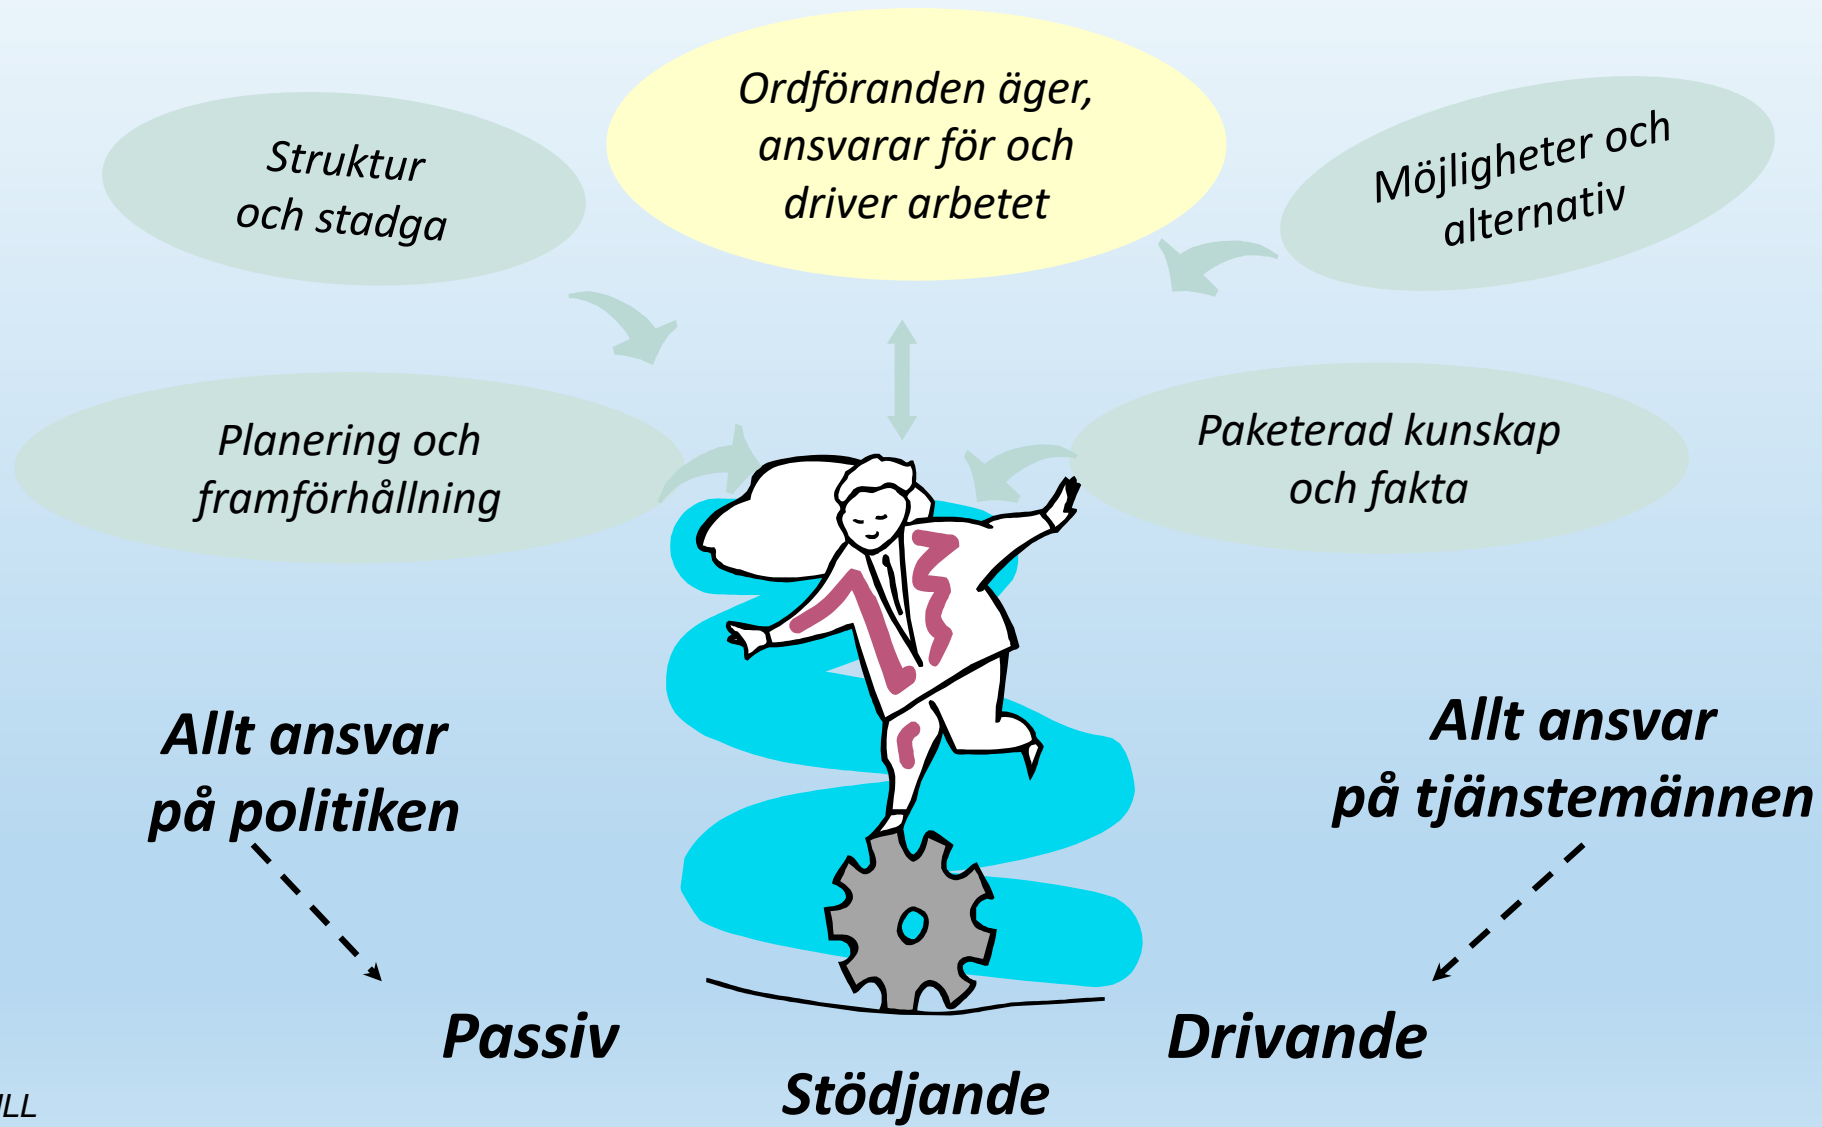 Ordföranden äger,
ansvarar för och
driver arbetet
Struktur
och stadga
Möjligheter och
alternativ
Planering och
framförhållning
Paketerad kunskap
och fakta
Allt ansvar
på politiken
Allt ansvar
på tjänstemännen
Passiv
Drivande
Stödjande